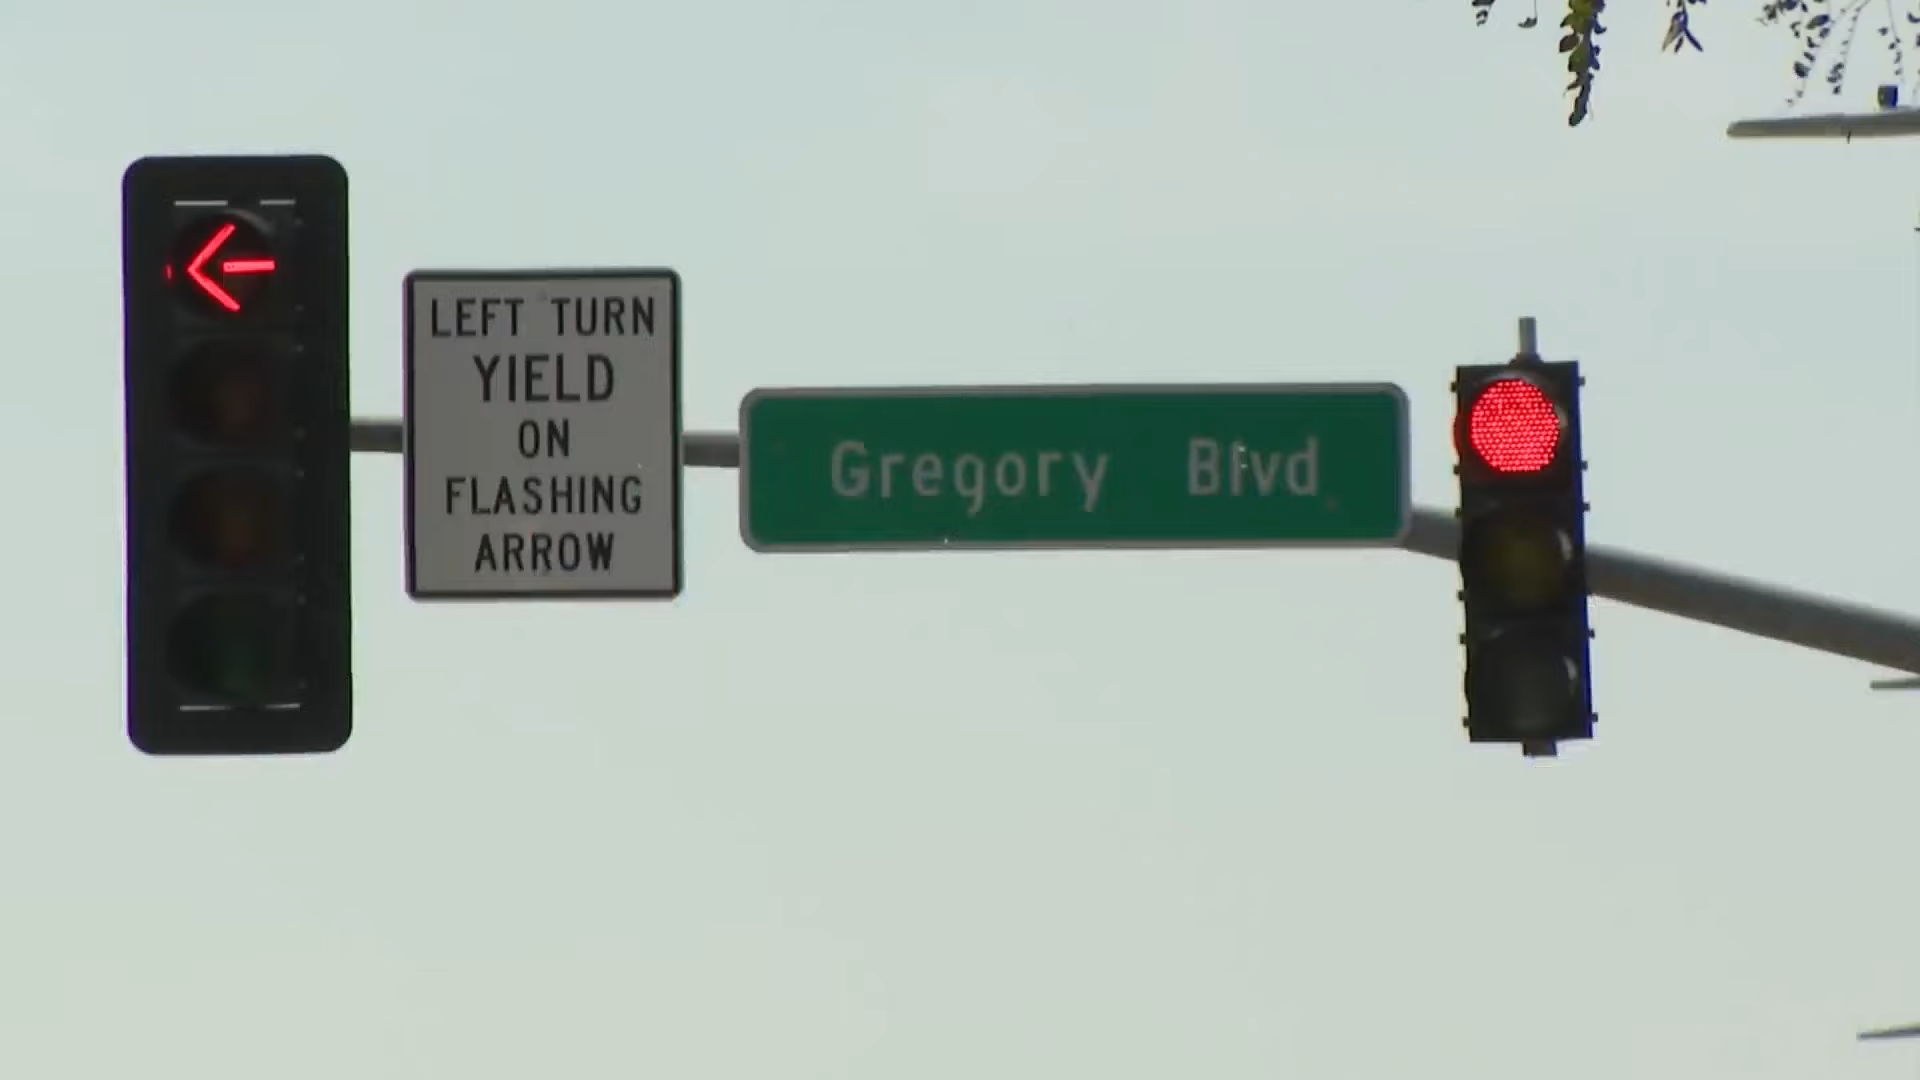 LEFT TURN
YIELD
ON
FLASHING
ARROW
Gregory Blvd